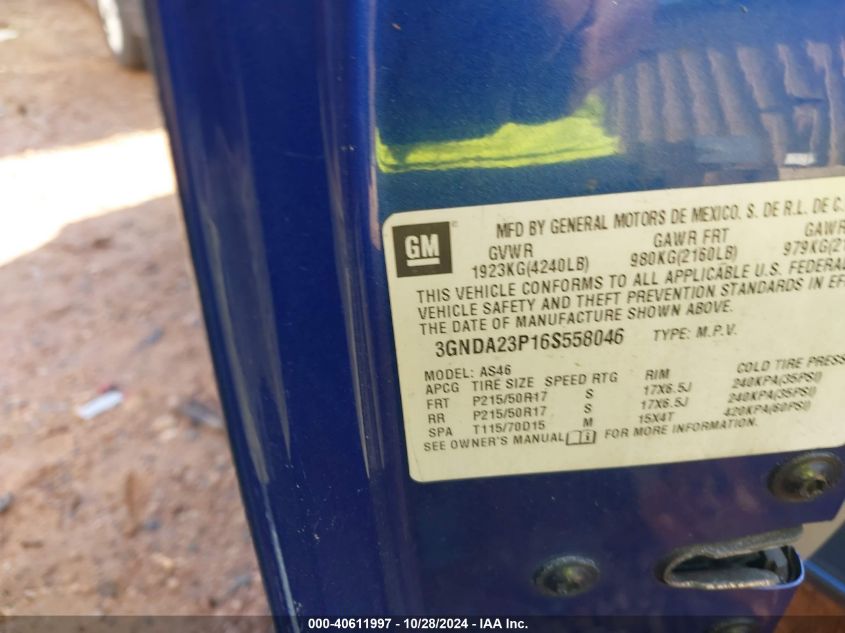 GM
MFD BY GENERAL MOTORS DE MEXICO, S. DE R.L. DE C.
GVWR GAWR FRT GAWR
1923KG(4240LB) 980KG(2160LB) 979KG(21
THIS VEHICLE CONFORMS TO ALL APPLICABLE U.S. FEDERAL
VEHICLE SAFETY AND THEFT PREVENTION STANDARDS IN EFF
THE DATE OF MANUFACTURE SHOWN ABOVE.
3GNDA23P16S558046 TYPE: M.P.V.
MODEL: AS46
APCG TIRE SIZE SPEED RTG RIM COLD TIRE PRESS
FRT P215/50R17 S 17X6.5J 240KPA(35PSI)
RR P215/50R17 S 17X6.5J 240KPA(35PSI)
SPA T115/70D15 M 15X4T 420KPA(60PSI)
SEE OWNER'S MANUAL FOR MORE INFORMATION.
000-40611997 | 10/28/2024 - IAA Inc.